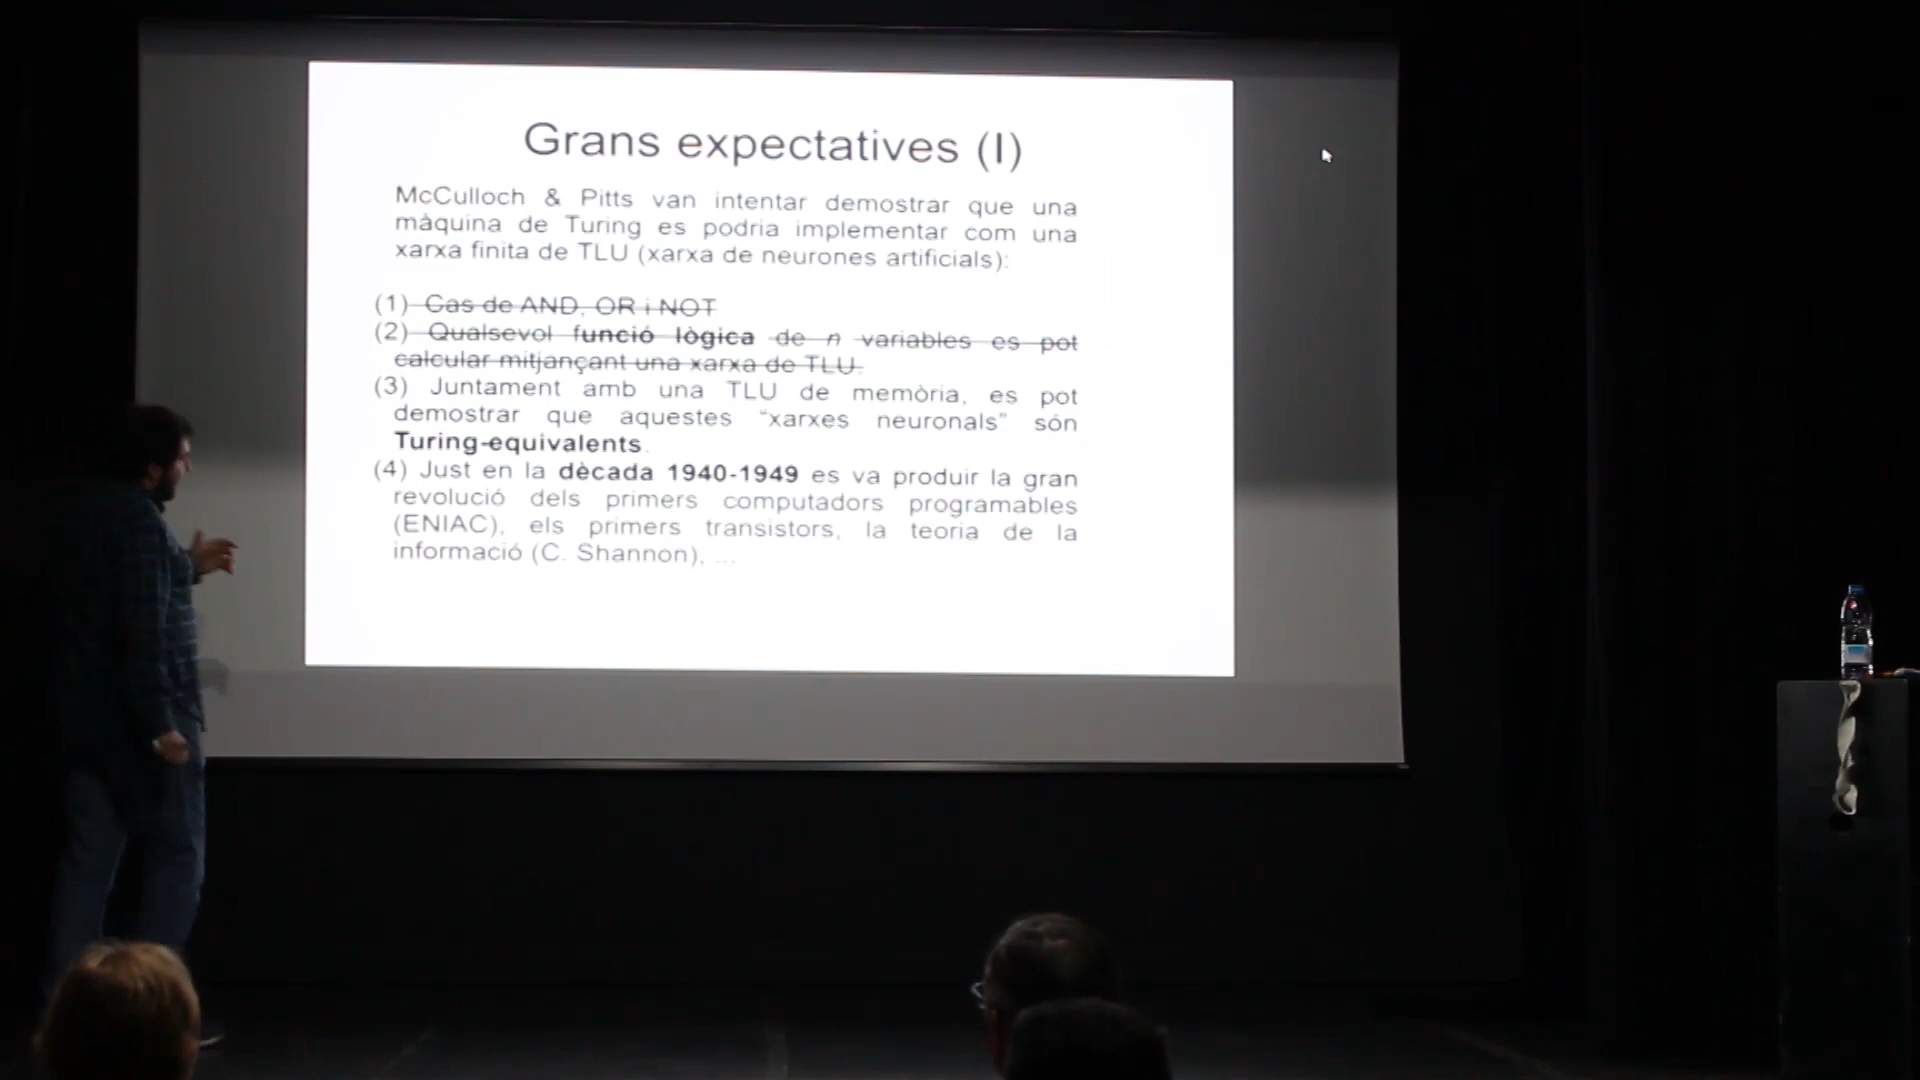 Grans expectatives (I)
McCulloch & Pitts van intentar demostrar que una
màquina de Turing es podria implementar com una
xarxa finita de TLU (xarxa de neurones artificials):
(1) Cas de AND, OR i NOT
(2) Qualsevol funció lògica de n variables es pot
calcular mitjançant una xarxa de TLU.
(3) Juntament amb una TLU de memòria, es pot
demostrar que aquestes “xarxes neuronals” són
Turing-equivalents.
(4) Just en la dècada 1940-1949 es va produir la gran
revolució dels primers computadors programables
(ENIAC), els primers transistors, la teoria de la
informació (C. Shannon), ...